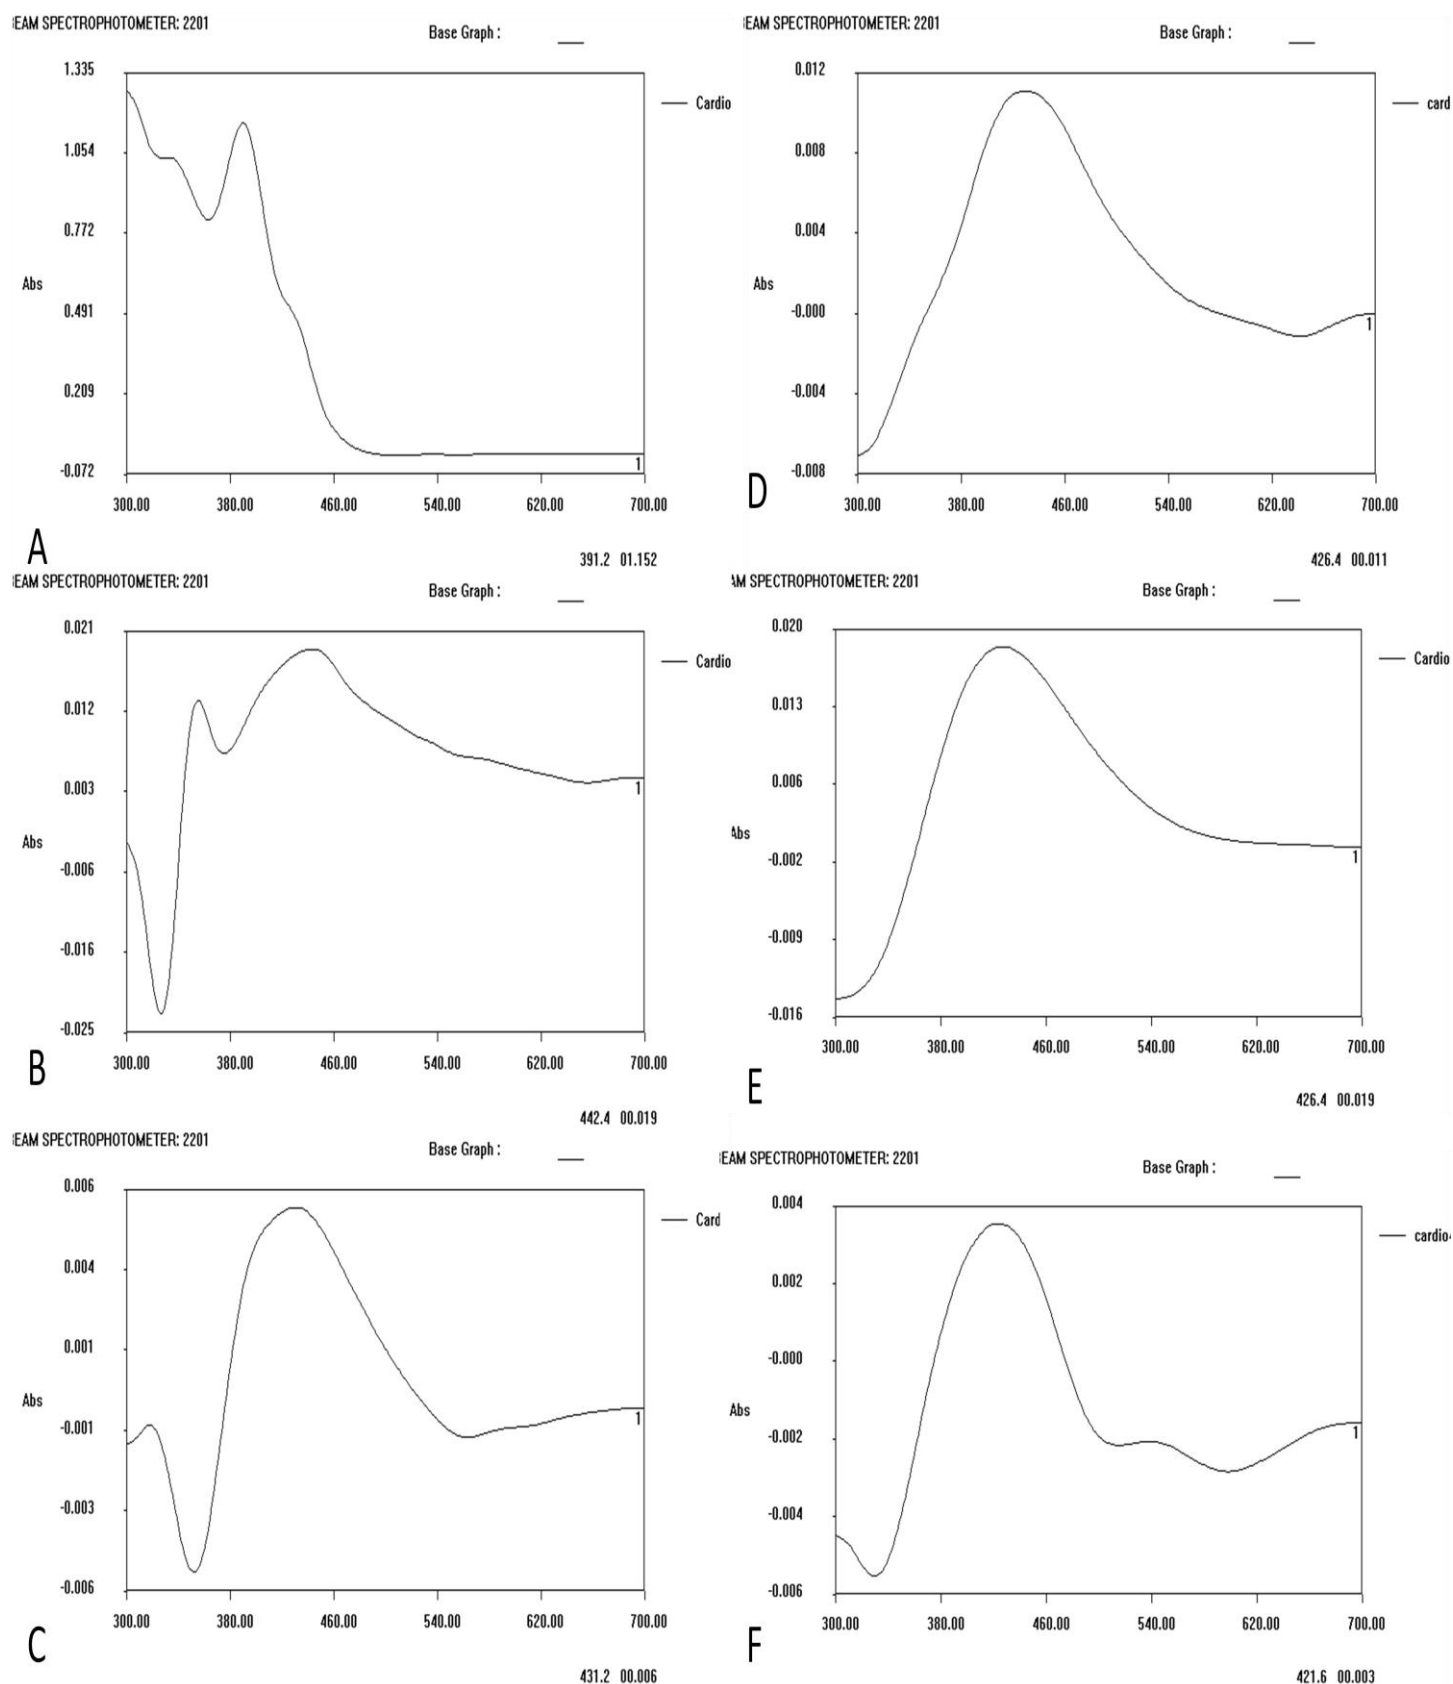 EAM SPECTROPHOTOMETER: 2201
Base Graph :
1.335
Cardio
1.054
0.772
Abs
0.491
0.209
-0.072
1
300.00 380.00 460.00 540.00 620.00 700.00
A
391.2 01.152
EAM SPECTROPHOTOMETER: 2201
Base Graph :
0.021
Cardio
0.012
0.003
1
Abs
-0.006
-0.016
-0.025
300.00 380.00 460.00 540.00 620.00 700.00
B
442.4 00.019
EAM SPECTROPHOTOMETER: 2201
Base Graph :
0.006
Card
0.004
0.001
Abs
1
-0.001
-0.003
-0.006
300.00 380.00 460.00 540.00 620.00 700.00
C
431.2 00.006
EAM SPECTROPHOTOMETER: 2201
Base Graph :
0.012
card
0.008
0.004
Abs
-0.000
1
-0.004
-0.008
D
300.00 380.00 460.00 540.00 620.00 700.00
426.4 00.011
AM SPECTROPHOTOMETER: 2201
Base Graph :
0.020
Cardio
0.013
0.006
Abs
-0.002
1
-0.009
-0.016
300.00 380.00 460.00 540.00 620.00 700.00
E
426.4 00.019
EAM SPECTROPHOTOMETER: 2201
Base Graph :
0.004
cardio
0.002
-0.000
Abs
-0.002
1
-0.004
-0.006
300.00 380.00 460.00 540.00 620.00 700.00
F
421.6 00.003